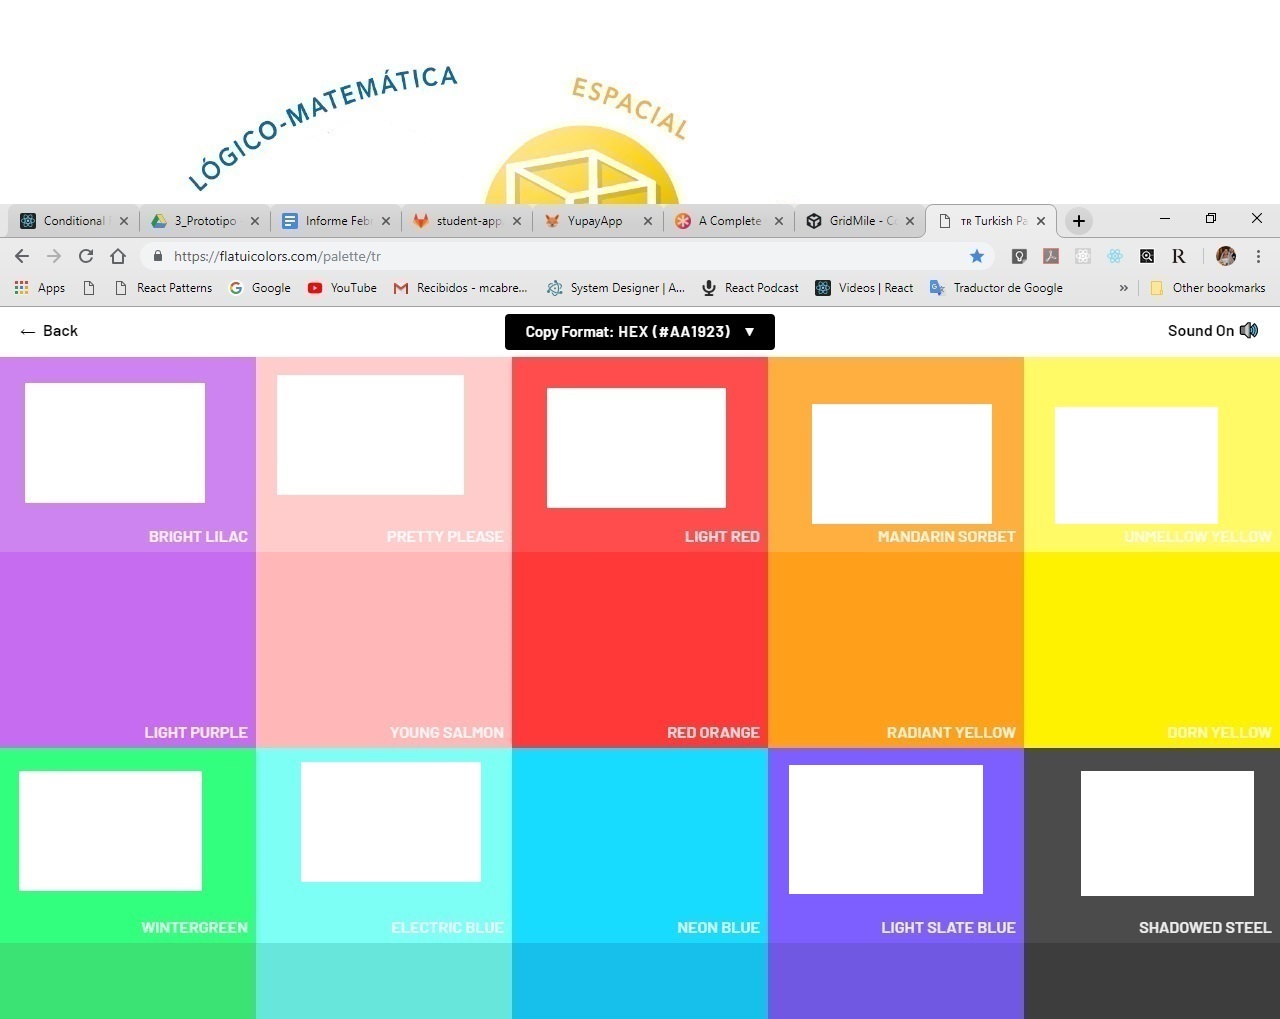 LÓGICO-MATEMÁTICA
ESPACIAL
Conditional
3_Prototipo
Informe Feb
student-app
YupayApp
A Complete
GridMile - C
TR Turkish Pa
https://flatuicolors.com/palette/tr
R
Apps
React Patterns
Google
YouTube
Recibidos - mcabre...
System Designer | A...
React Podcast
Videos | React
Traductor de Google
»
Other bookmarks
← Back
Copy Format: HEX (#AA1923) ▼
Sound On
BRIGHT LILAC
PRETTY PLEASE
LIGHT RED
MANDARIN SORBET
UNMELLOW YELLOW
LIGHT PURPLE
YOUNG SALMON
RED ORANGE
RADIANT YELLOW
DORN YELLOW
WINTERGREEN
ELECTRIC BLUE
NEON BLUE
LIGHT SLATE BLUE
SHADOWED STEEL